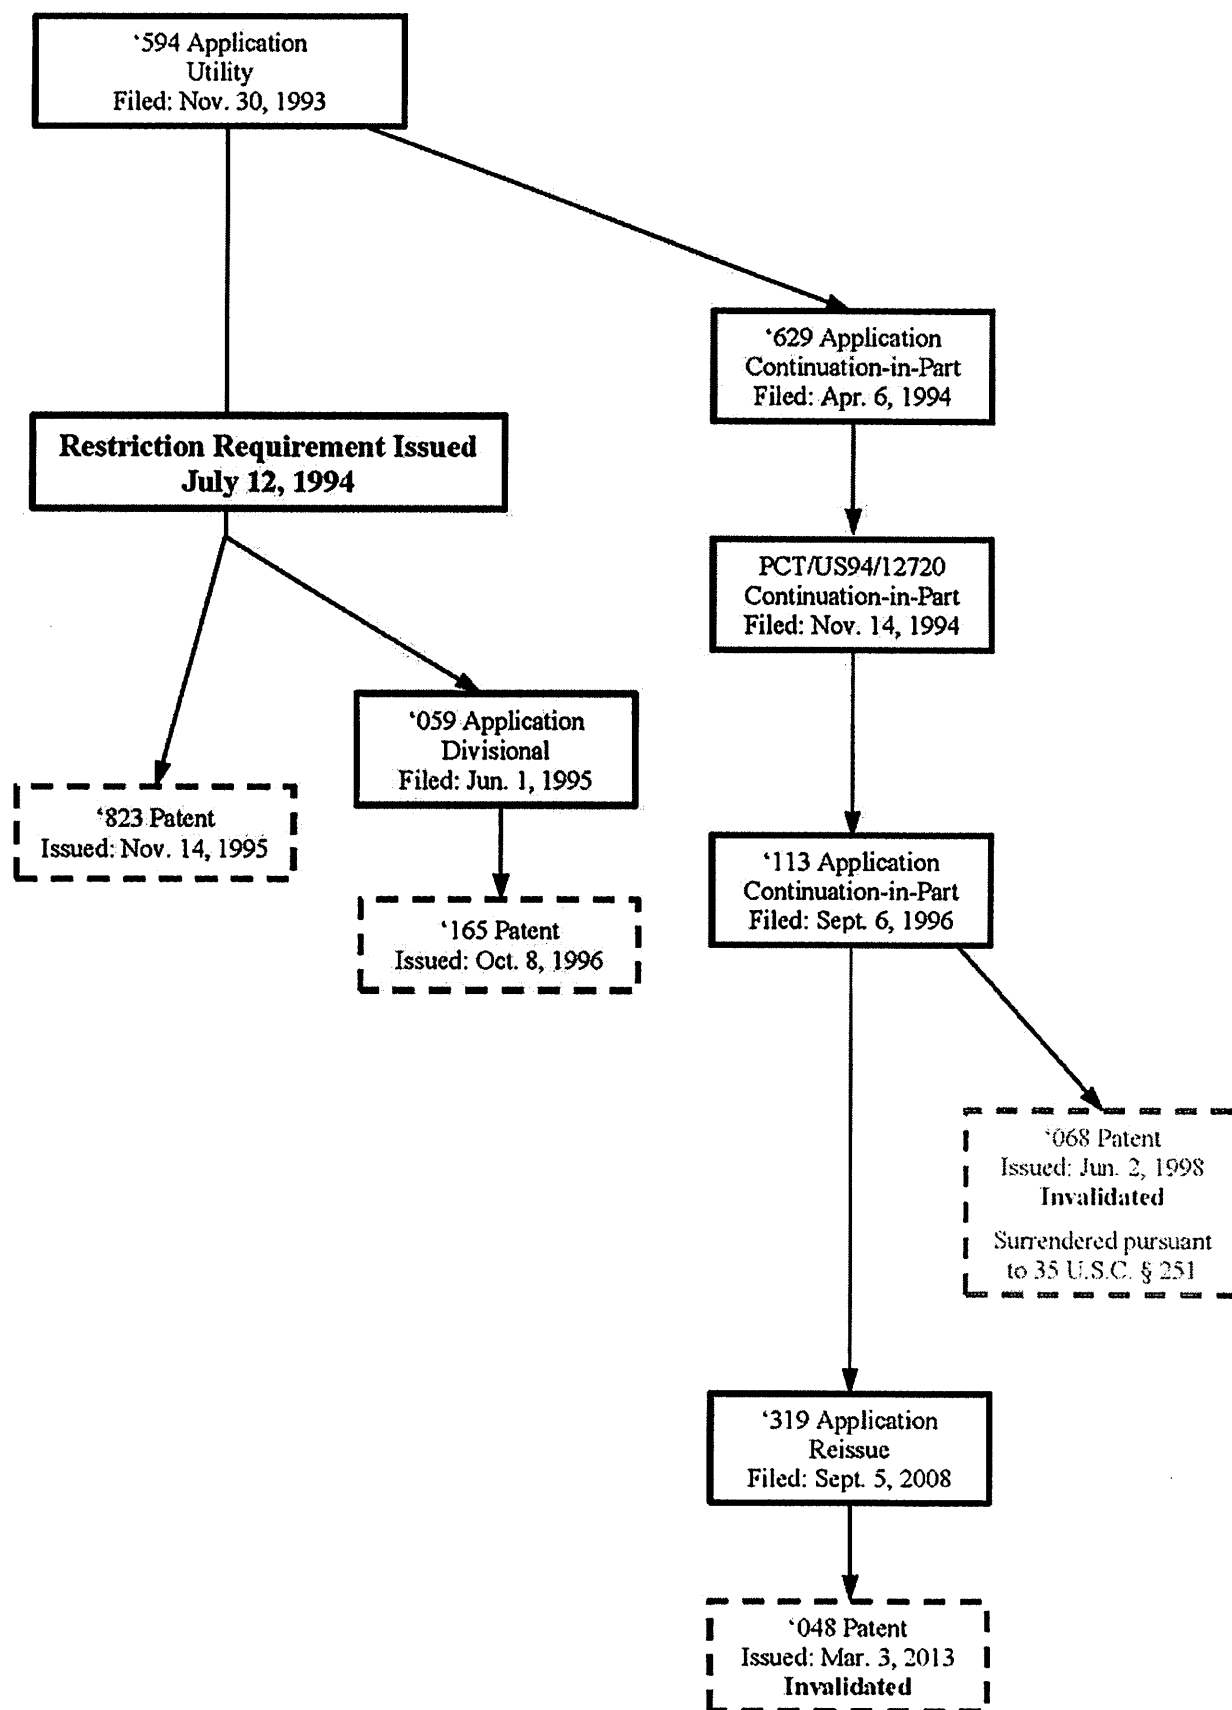 ‘594 Application
Utility
Filed: Nov. 30, 1993
‘629 Application
Continuation-in-Part
Filed: Apr. 6, 1994
Restriction Requirement Issued
July 12, 1994
PCT/US94/12720
Continuation-in-Part
Filed: Nov. 14, 1994
‘059 Application
Divisional
Filed: Jun. 1, 1995
‘823 Patent
Issued: Nov. 14, 1995
‘113 Application
Continuation-in-Part
Filed: Sept. 6, 1996
‘165 Patent
Issued: Oct. 8, 1996
‘068 Patent
Issued: Jun. 2, 1998
Invalidated
Surrendered pursuant
to 35 U.S.C. § 251
‘319 Application
Reissue
Filed: Sept. 5, 2008
‘048 Patent
Issued: Mar. 3, 2013
Invalidated